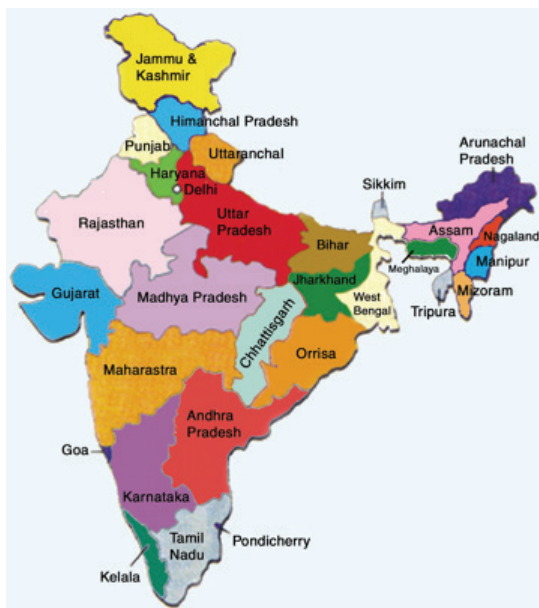 Jammu &
Kashmir
Himanchal Pradesh
Punjab
Uttaranchal
Haryana
Delhi
Arunachal
Pradesh
Sikkim
Rajasthan
Uttar
Pradesh
Bihar
Assam
Nagaland
Meghalaya
Manipur
Gujarat
Madhya Pradesh
Jharkhand
West
Bengal
Tripura
Mizoram
Chhattisgarh
Maharastra
Orrisa
Andhra
Pradesh
Goa
Karnataka
Tamil
Nadu
Pondicherry
Kelala